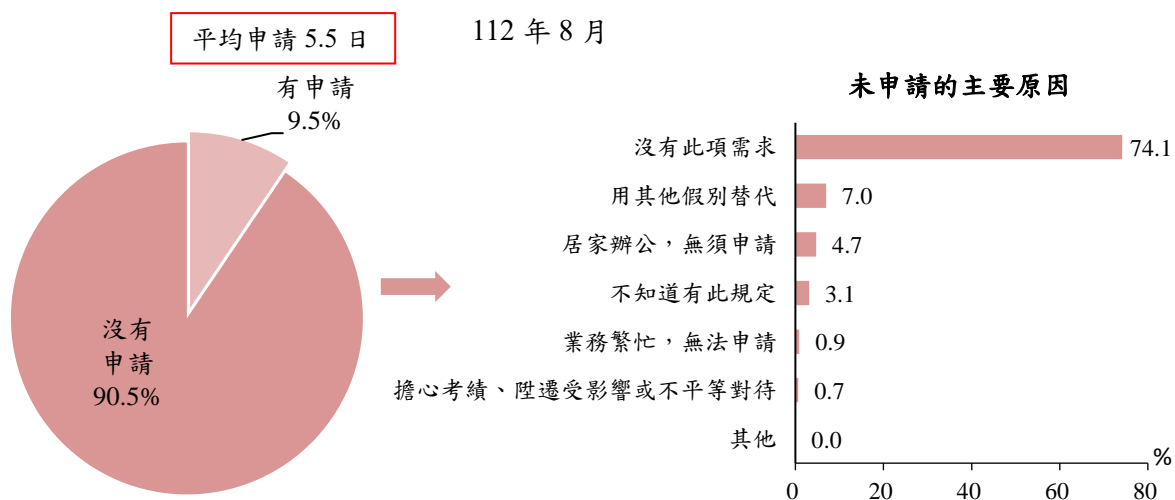 平均申請 5.5 日
112 年 8 月
有申請
9.5%
沒有
申請
90.5%
未申請的主要原因
沒有此項需求 74.1
用其他假別替代 7.0
居家辦公，無須申請 4.7
不知道有此規定 3.1
業務繁忙，無法申請 0.9
擔心考績、陞遷受影響或不平等對待 0.7
其他 0.0
%
0 20 40 60 80